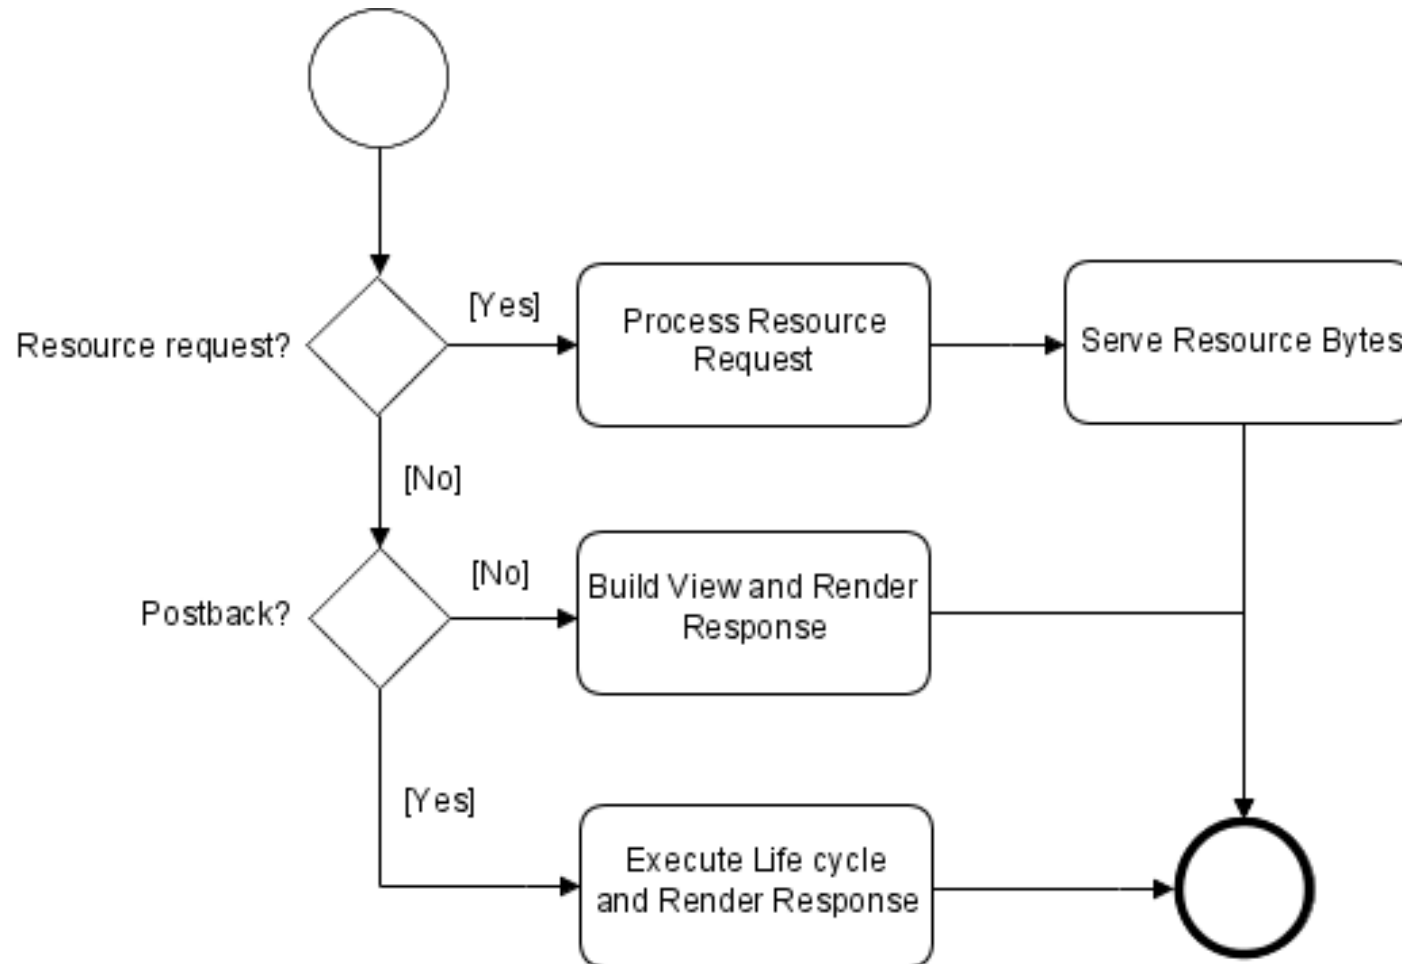 [Yes]
Resource request?
Process Resource
Request
Serve Resource Bytes
[No]
Postback?
[No]
Build View and Render
Response
[Yes]
Execute Life cycle
and Render Response